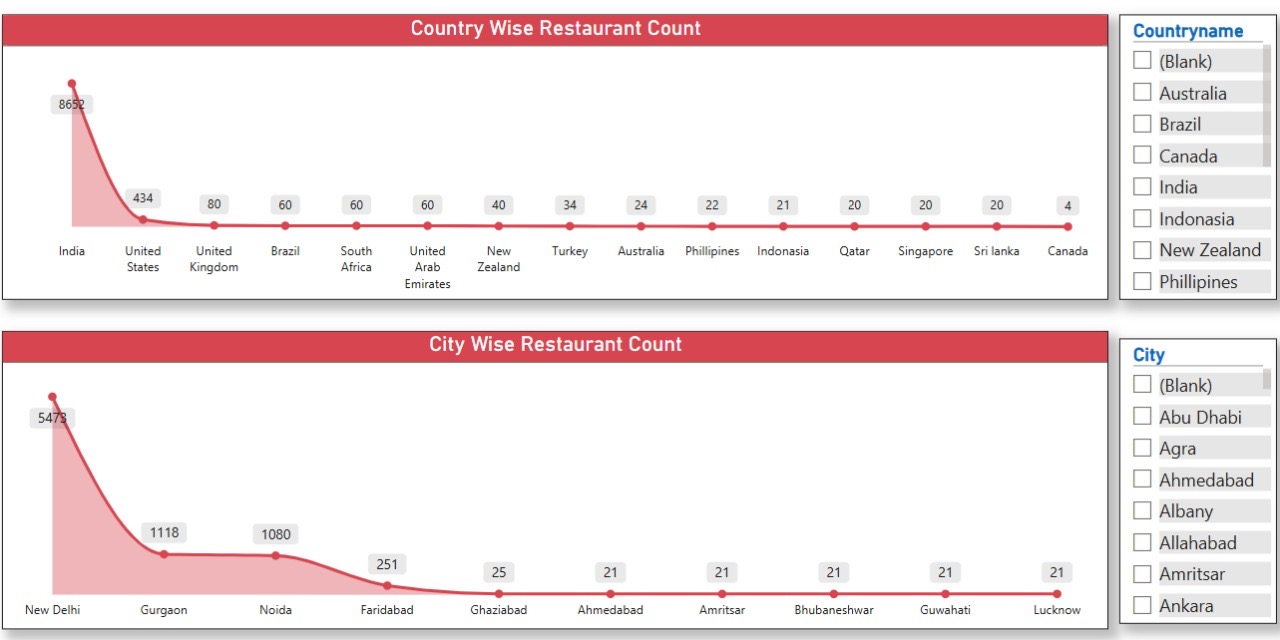 Country Wise Restaurant Count
8652
434
80
60
60
60
40
34
24
22
21
20
20
20
4
India
United
States
United
Kingdom
Brazil
South
Africa
United
Arab
Emirates
New
Zealand
Turkey
Australia
Phillipines
Indonasia
Qatar
Singapore
Sri lanka
Canada
Countryname
(Blank)
Australia
Brazil
Canada
India
Indonasia
New Zealand
Phillipines
City Wise Restaurant Count
5473
1118
1080
251
25
21
21
21
21
21
New Delhi
Gurgaon
Noida
Faridabad
Ghaziabad
Ahmedabad
Amritsar
Bhubaneshwar
Guwahati
Lucknow
City
(Blank)
Abu Dhabi
Agra
Ahmedabad
Albany
Allahabad
Amritsar
Ankara